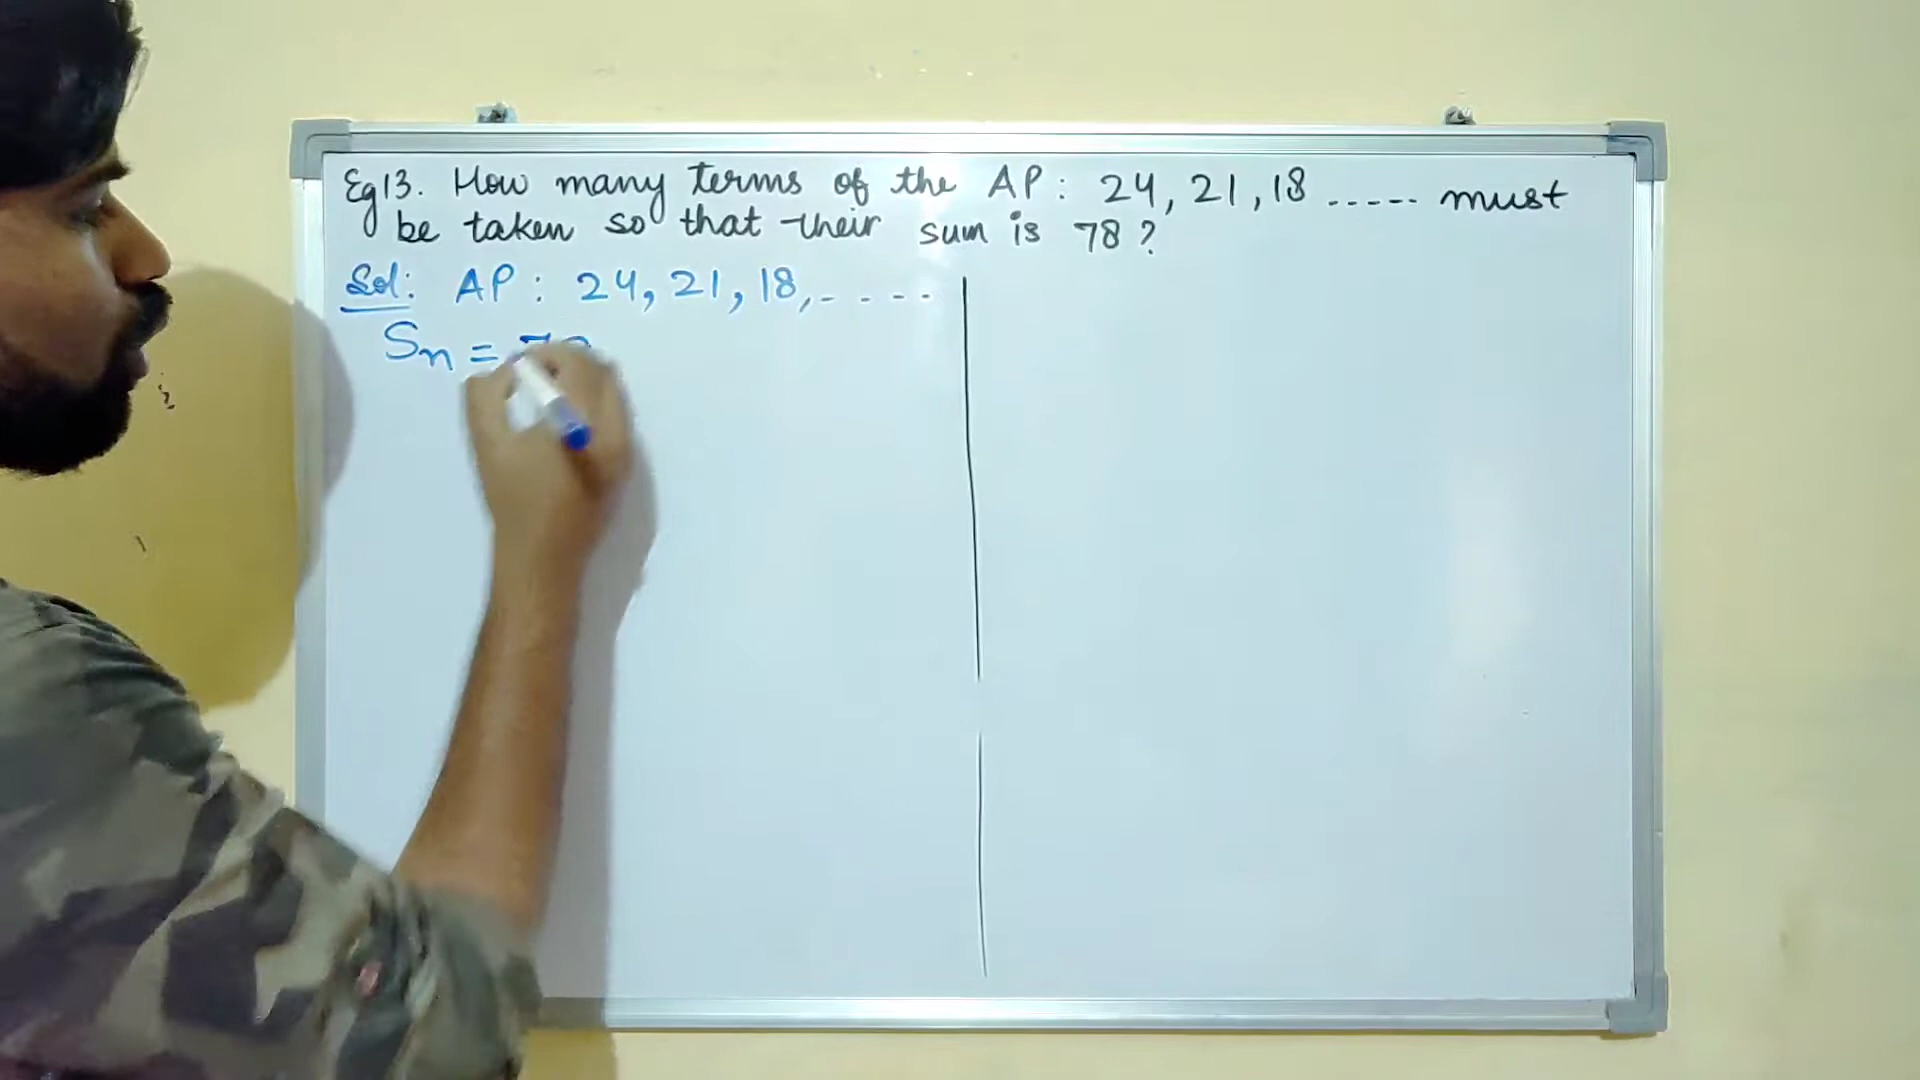 Eg13. How many terms of the AP: 24, 21, 18 ..... must
be taken so that their sum is 78?
Sol: AP: 24, 21, 18, - - - -
Sn = 78